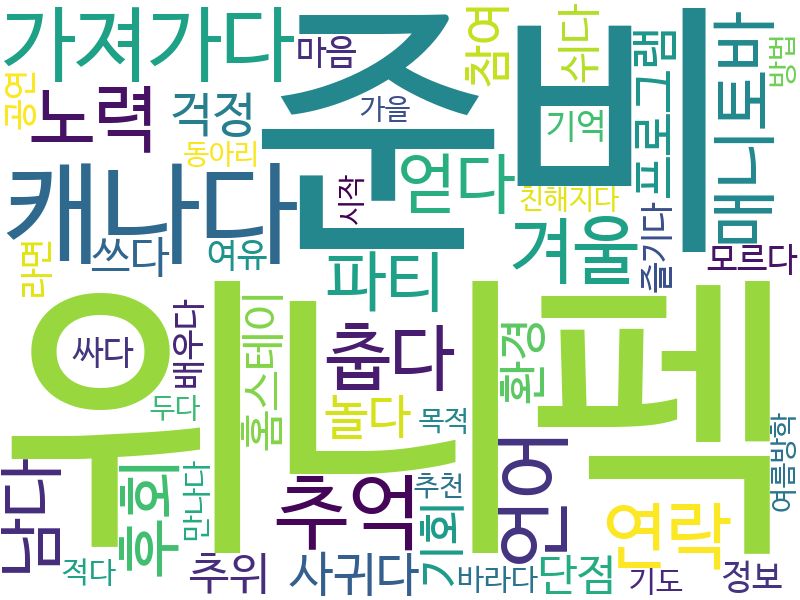 가져가다
마음
준비
참여
쉬다
프로그램
매니토바
방법
공연
노력
걱정
가을
동아리
기억
캐나다
얻다
시작
친해지다
겨울
즐기다
모르다
라면
쓰다
여유
파티
위니펙
싸다
배우다
홈스테이
춥다
환경
두다
놀다
목적
여름방학
남다
후회
만나다
추억
추천
기회
언어
연락
적다
추위
사귀다
바라다
단점
기도
정보